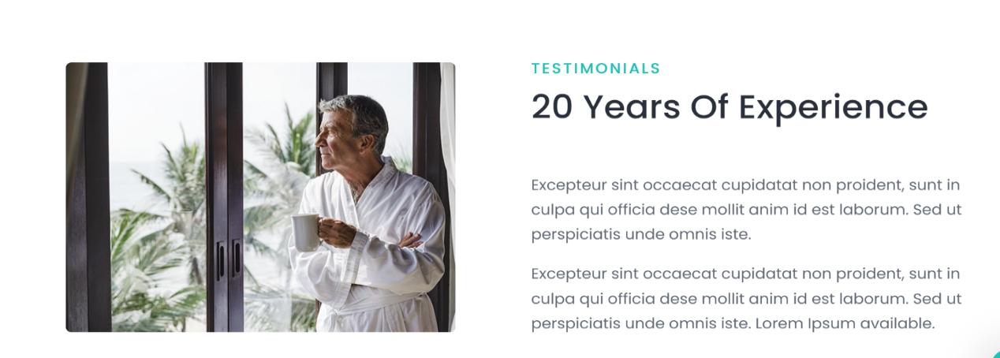 TESTIMONIALS
20 Years Of Experience
Excepteur sint occaecat cupidatat non proident, sunt in
culpa qui officia dese mollit anim id est laborum. Sed ut
perspiciatis unde omnis iste.
Excepteur sint occaecat cupidatat non proident, sunt in
culpa qui officia dese mollit anim id est laborum. Sed ut
perspiciatis unde omnis iste. Lorem Ipsum available.